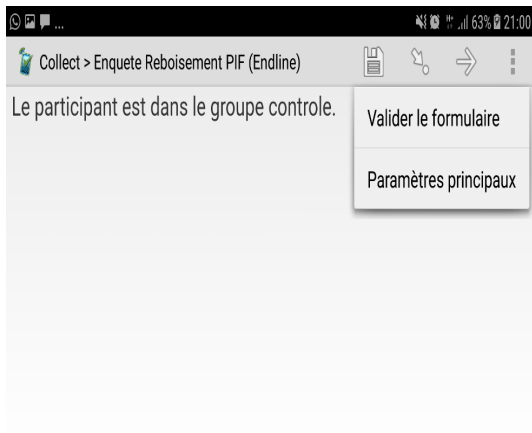 ... 63% 21:00
Collect > Enquete Reboisement PIF (Endline)
Le participant est dans le groupe controle.
Valider le formulaire
Paramètres principaux